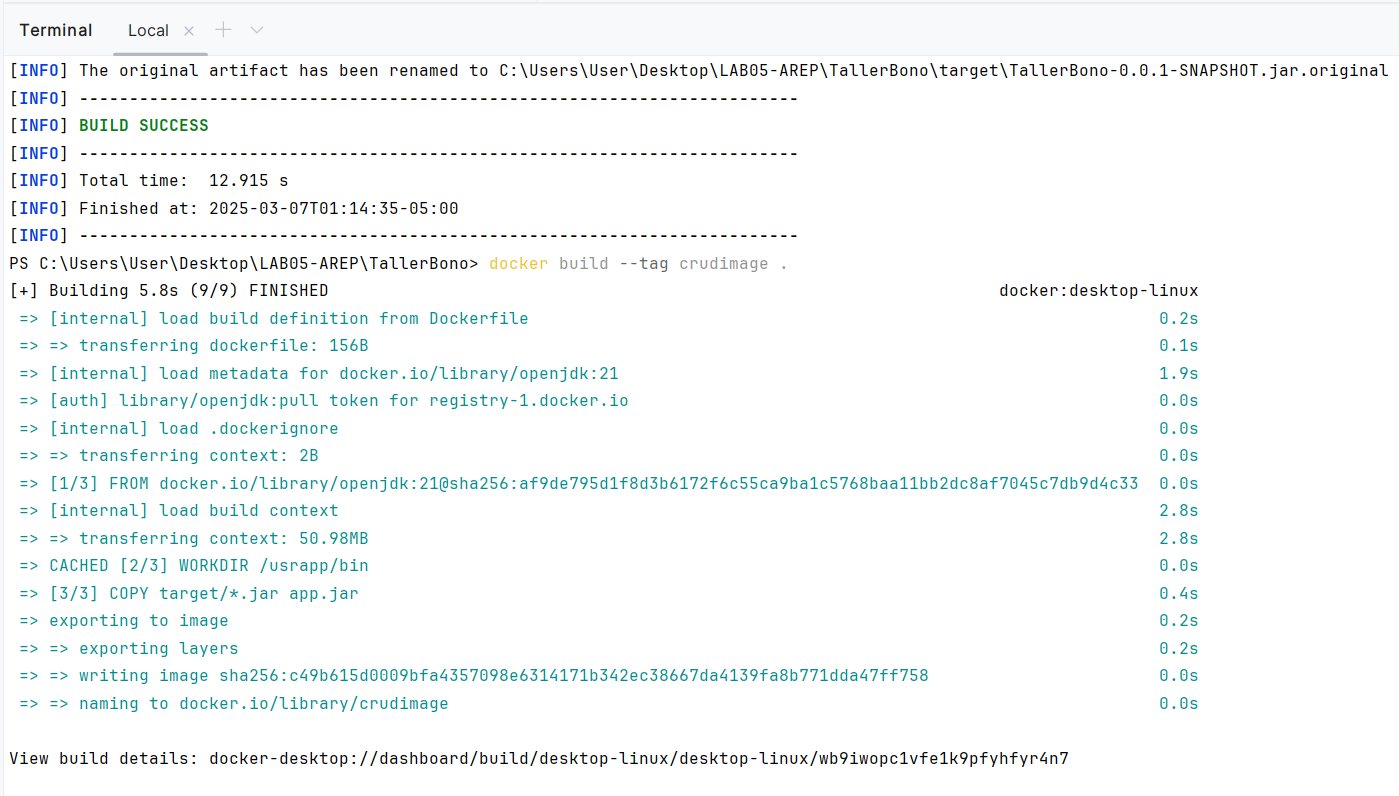 Terminal Local × +
[INFO] The original artifact has been renamed to C:\Users\User\Desktop\LAB05-AREP\TallerBono\target\TallerBono-0.0.1-SNAPSHOT.jar.original
[INFO] ------------------------------------------------------------------------
[INFO] BUILD SUCCESS
[INFO] ------------------------------------------------------------------------
[INFO] Total time:  12.915 s
[INFO] Finished at: 2025-03-07T01:14:35-05:00
[INFO] ------------------------------------------------------------------------
PS C:\Users\User\Desktop\LAB05-AREP\TallerBono> docker build --tag crudimage .
[+] Building 5.8s (9/9) FINISHED docker:desktop-linux
=> [internal] load build definition from Dockerfile 0.2s
=> => transferring dockerfile: 156B 0.1s
=> [internal] load metadata for docker.io/library/openjdk:21 1.9s
=> [auth] library/openjdk:pull token for registry-1.docker.io 0.0s
=> [internal] load .dockerignore 0.0s
=> => transferring context: 2B 0.0s
=> [1/3] FROM docker.io/library/openjdk:21@sha256:af9de795d1f8d3b6172f6c55ca9ba1c5768baa11bb2dc8af7045c7db9d4c33 0.0s
=> [internal] load build context 2.8s
=> => transferring context: 50.98MB 2.8s
=> CACHED [2/3] WORKDIR /usrapp/bin 0.0s
=> [3/3] COPY target/*.jar app.jar 0.4s
=> exporting to image 0.2s
=> => exporting layers 0.2s
=> => writing image sha256:c49b615d0009bfa4357098e6314171b342ec38667da4139fa8b771dda47ff758 0.0s
=> => naming to docker.io/library/crudimage 0.0s
View build details: docker-desktop://dashboard/build/desktop-linux/desktop-linux/wb9iwopc1vfe1k9pfyhfyr4n7